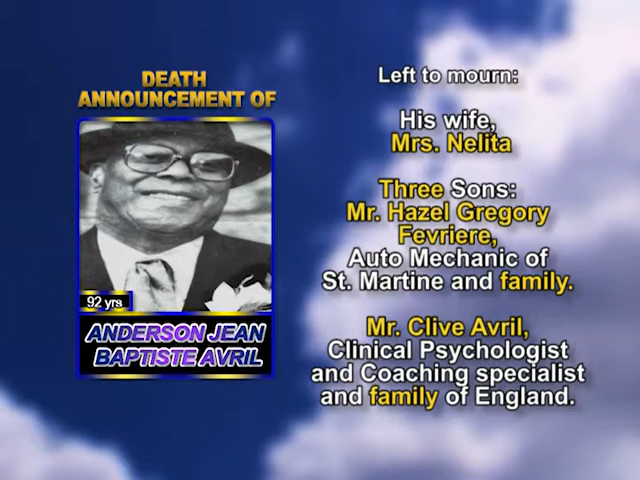 DEATH
ANNOUNCEMENT OF
92 yrs
ANDERSON JEAN
BAPTISTE AVRIL
Left to mourn:
His wife,
Mrs. Nelita
Three Sons:
Mr. Hazel Gregory
Fevriere,
Auto Mechanic of
St. Martine and family.
Mr. Clive Avril,
Clinical Psychologist
and Coaching specialist
and family of England.